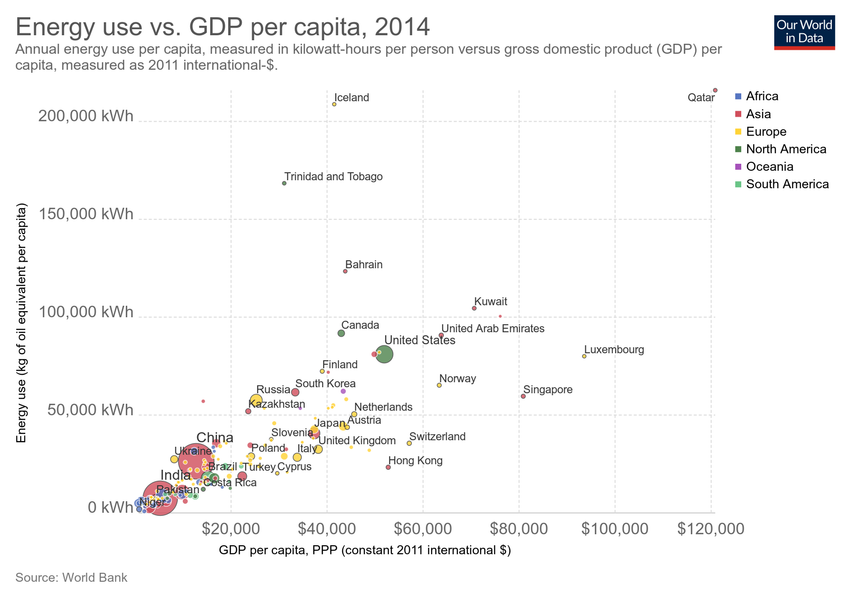 Energy use vs. GDP per capita, 2014
Annual energy use per capita, measured in kilowatt-hours per person versus gross domestic product (GDP) per
capita, measured as 2011 international-$.
Our World
in Data
Energy use (kg of oil equivalent per capita)
200,000 kWh
150,000 kWh
100,000 kWh
50,000 kWh
0 kWh
Iceland
Qatar
Trinidad and Tobago
Bahrain
Kuwait
Canada
United Arab Emirates
United States
Luxembourg
Finland
Norway
South Korea
Russia
Singapore
Kazakhstan
Netherlands
Austria
Japan
Slovenia
China
United Kingdom
Switzerland
Ukraine
Poland
Italy
Hong Kong
Brazil
Turkey
Cyprus
India
Costa Rica
Pakistan
Niger
$20,000
$40,000
$60,000
$80,000
$100,000
$120,000
GDP per capita, PPP (constant 2011 international $)
Africa
Asia
Europe
North America
Oceania
South America
Source: World Bank